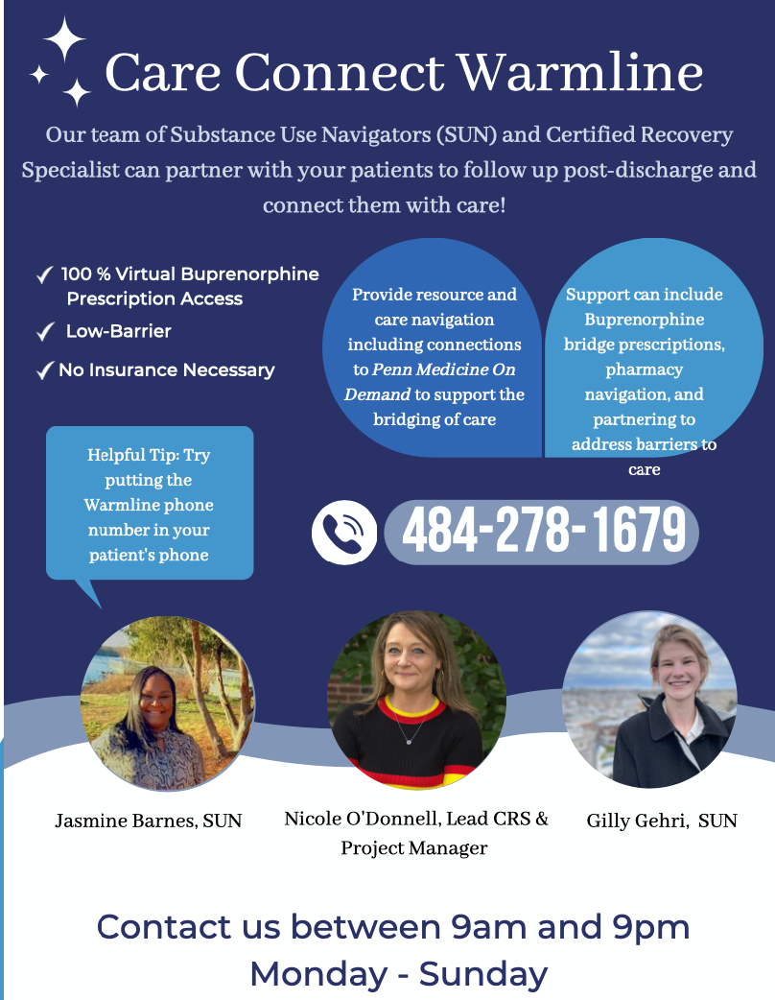 Care Connect Warmline
Our team of Substance Use Navigators (SUN) and Certified Recovery
Specialist can partner with your patients to follow up post-discharge and
connect them with care!
100 % Virtual Buprenorphine
Prescription Access
Low-Barrier
No Insurance Necessary
Provide resource and
care navigation
including connections
to Penn Medicine On
Demand to support the
bridging of care
Support can include
Buprenorphine
bridge prescriptions,
pharmacy
navigation, and
partnering to
address barriers to
care
Helpful Tip: Try
putting the
Warmline phone
number in your
patient's phone
484-278-1679
Jasmine Barnes, SUN
Nicole O'Donnell, Lead CRS &
Project Manager
Gilly Gehri, SUN
Contact us between 9am and 9pm
Monday - Sunday